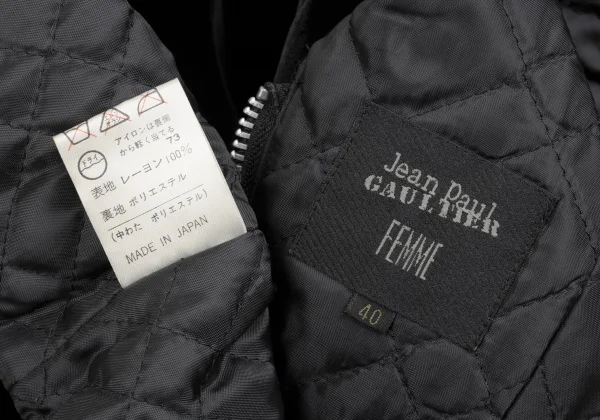 アイロンは裏側
から軽く当てる
ドライ
73
表地 レーヨン100%
裏地 ポリエステル
(中わた ポリエステル)
MADE IN JAPAN
Jean Paul
GAULTIER
FEMME
40